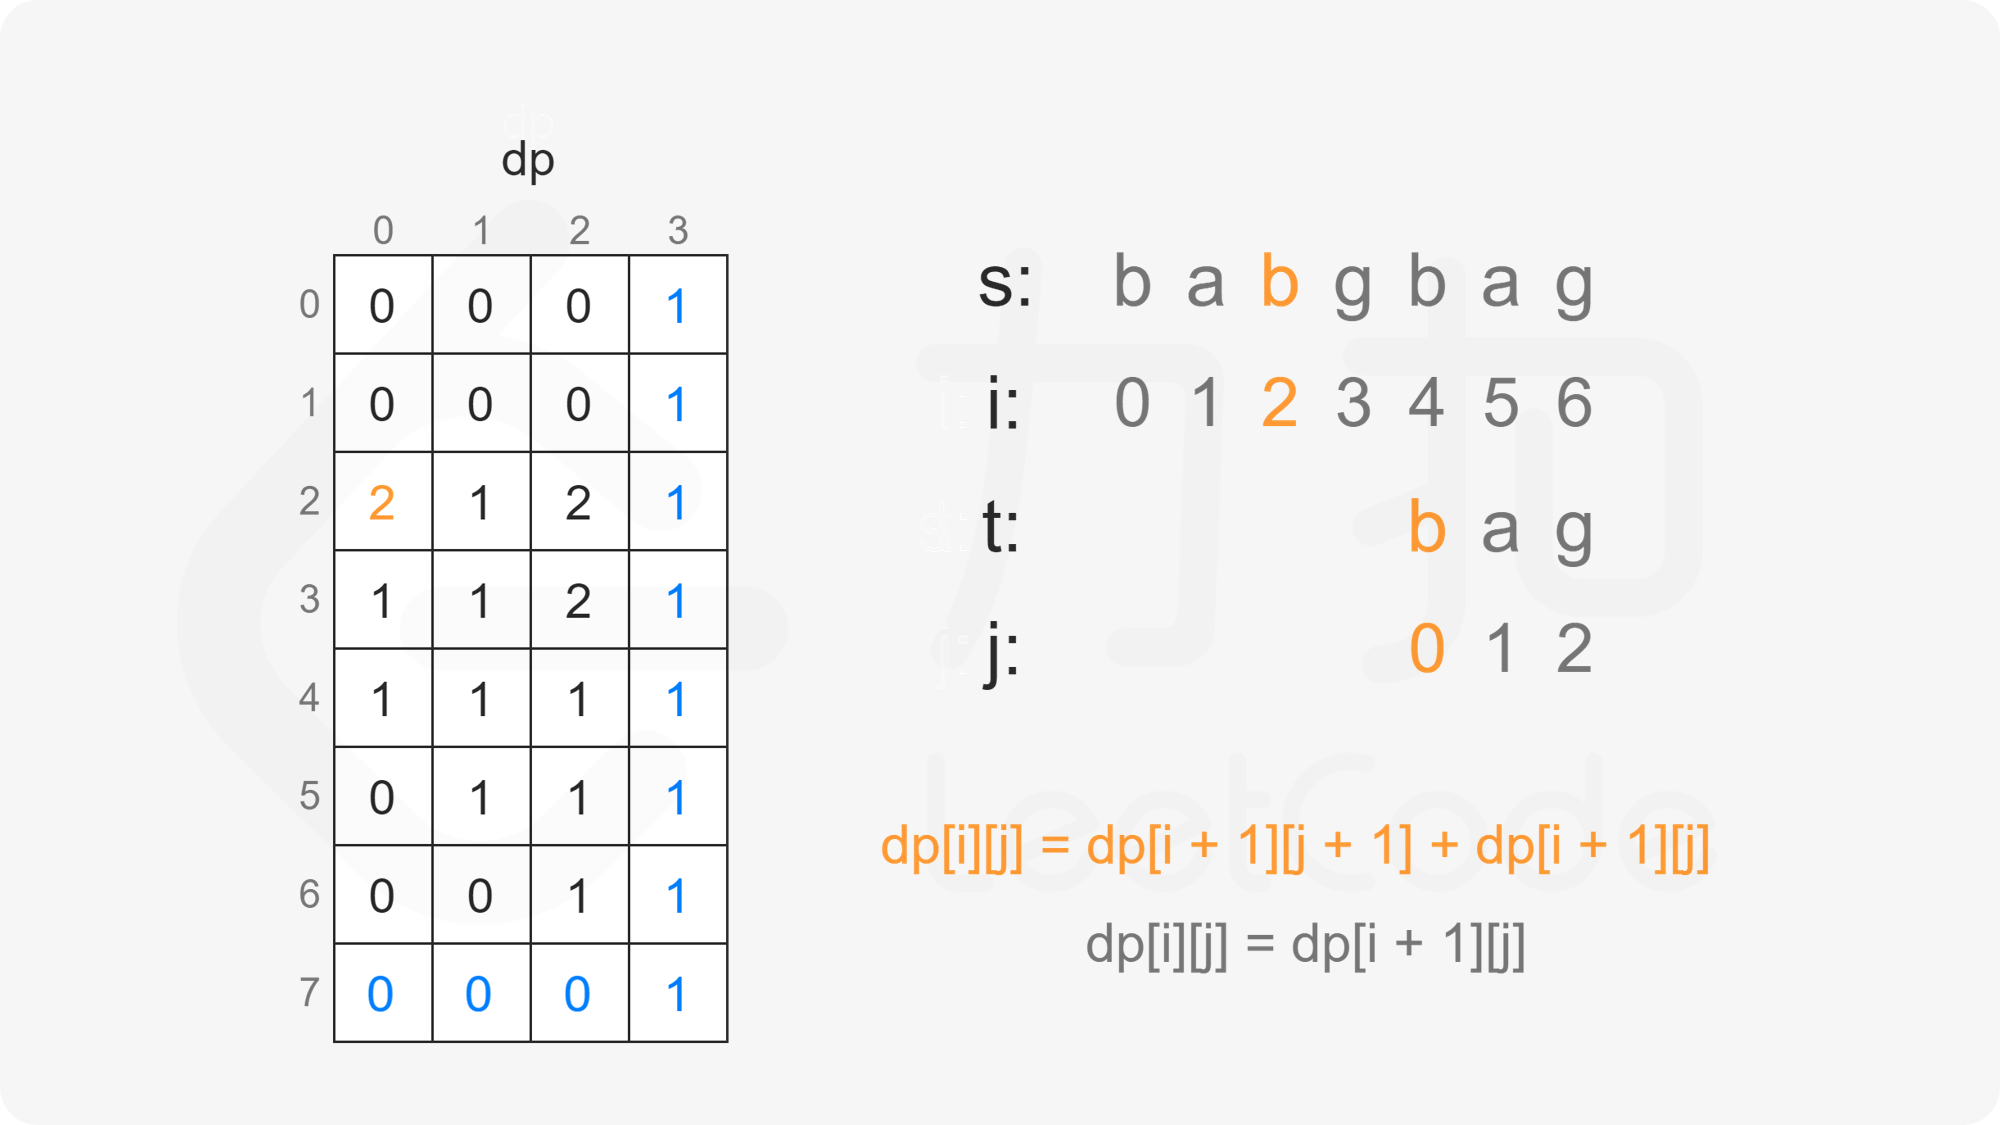 dp
0 1 2 3
0 0 0 0 1
1 0 0 0 1
2 2 1 2 1
3 1 1 2 1
4 1 1 1 1
5 0 1 1 1
6 0 0 1 1
7 0 0 0 1
s: b a b g b a g
i: 0 1 2 3 4 5 6
t: b a g
j: 0 1 2
dp[i][j] = dp[i + 1][j + 1] + dp[i + 1][j]
dp[i][j] = dp[i + 1][j]
力扣
LeetCode